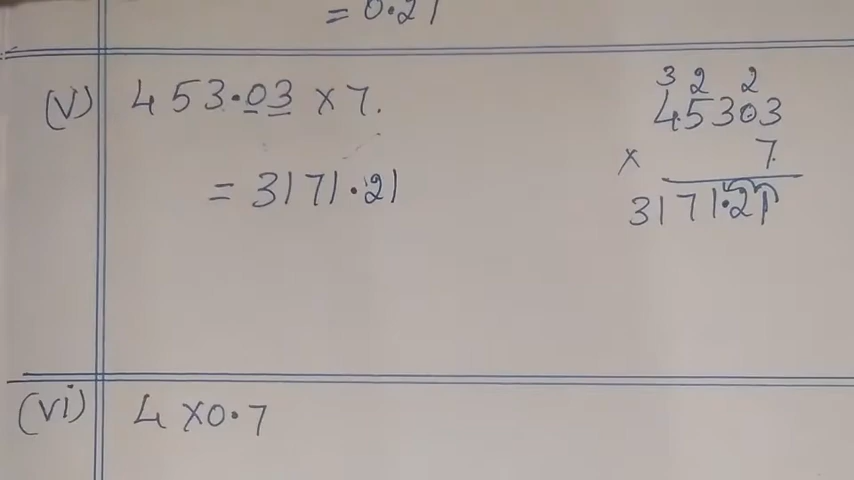 = 0.21
(V) 453.03 × 7.
= 3171.21
3 2 2
45303
× 7.
3171.21
(vi) 4 × 0.7